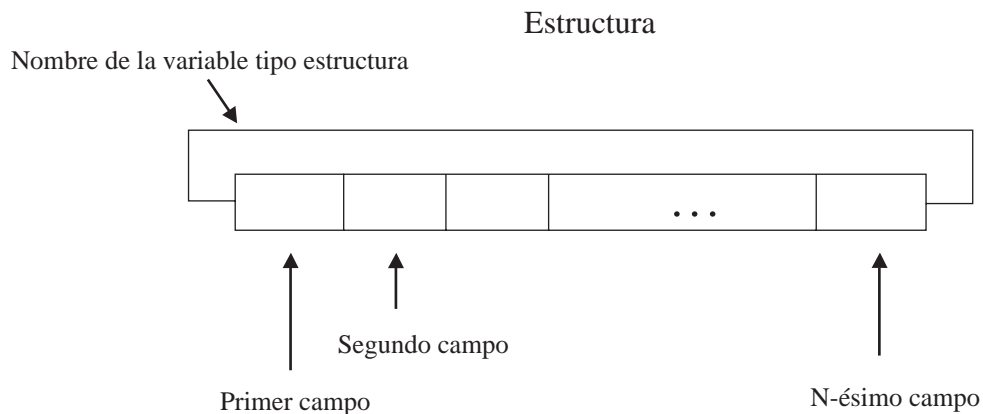 Estructura
Nombre de la variable tipo estructura
...
Segundo campo
Primer campo
N-ésimo campo